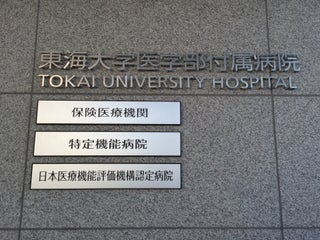 東海大学医学部付属病院
TOKAI UNIVERSITY HOSPITAL
保険医療機関
特定機能病院
日本医療機能評価機構認定病院